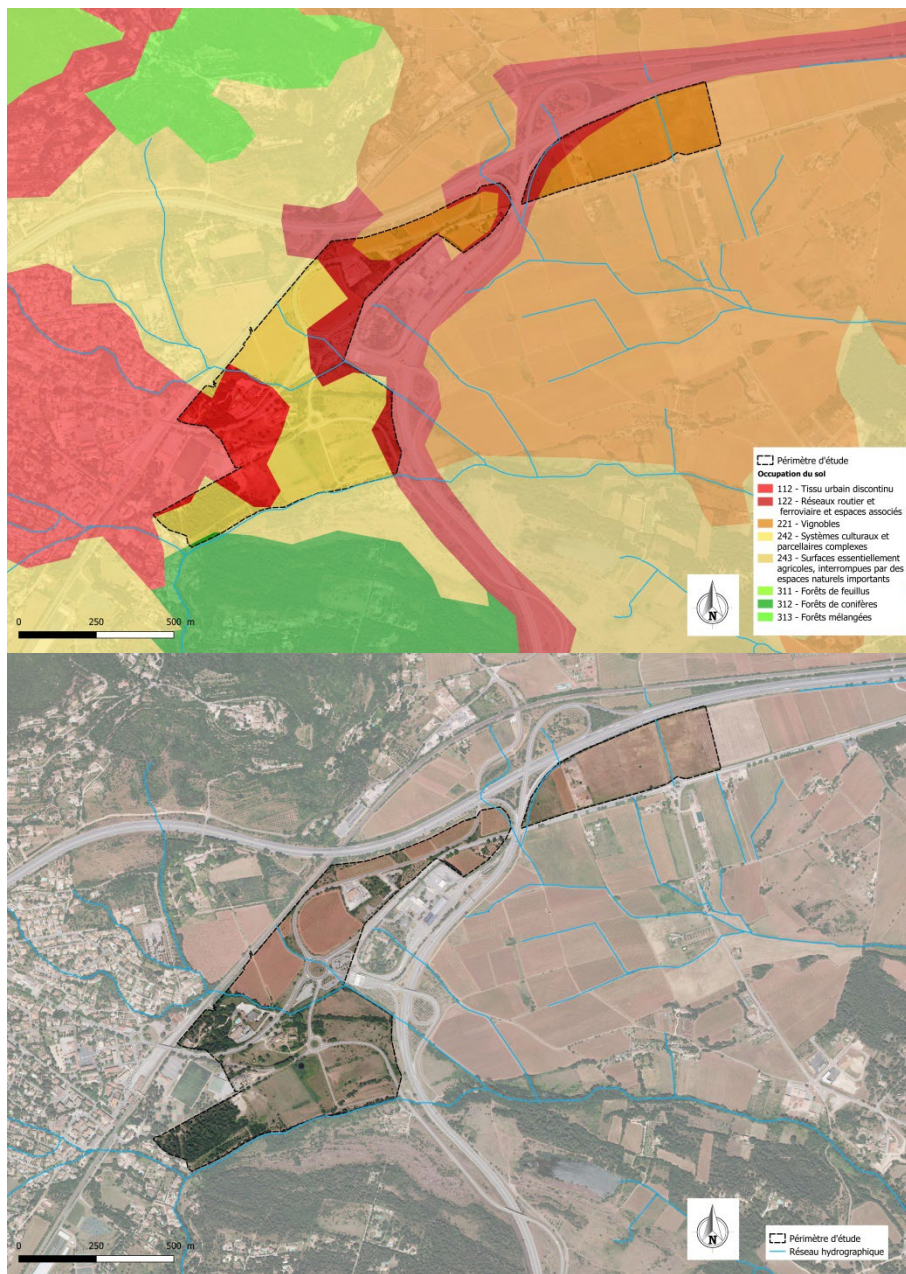 Périmètre d'étude
Occupation du sol
112 - Tissu urbain discontinu
122 - Réseaux routier et
ferroviaire et espaces associés
221 - Vignobles
242 - Systèmes culturaux et
parcellaires complexes
243 - Surfaces essentiellement
agricoles, interrompues par des
espaces naturels importants
311 - Forêts de feuillus
312 - Forêts de conifères
313 - Forêts mélangées
N
0 250 500 m
N
Périmètre d'étude
Réseau hydrographique
0 250 500 m